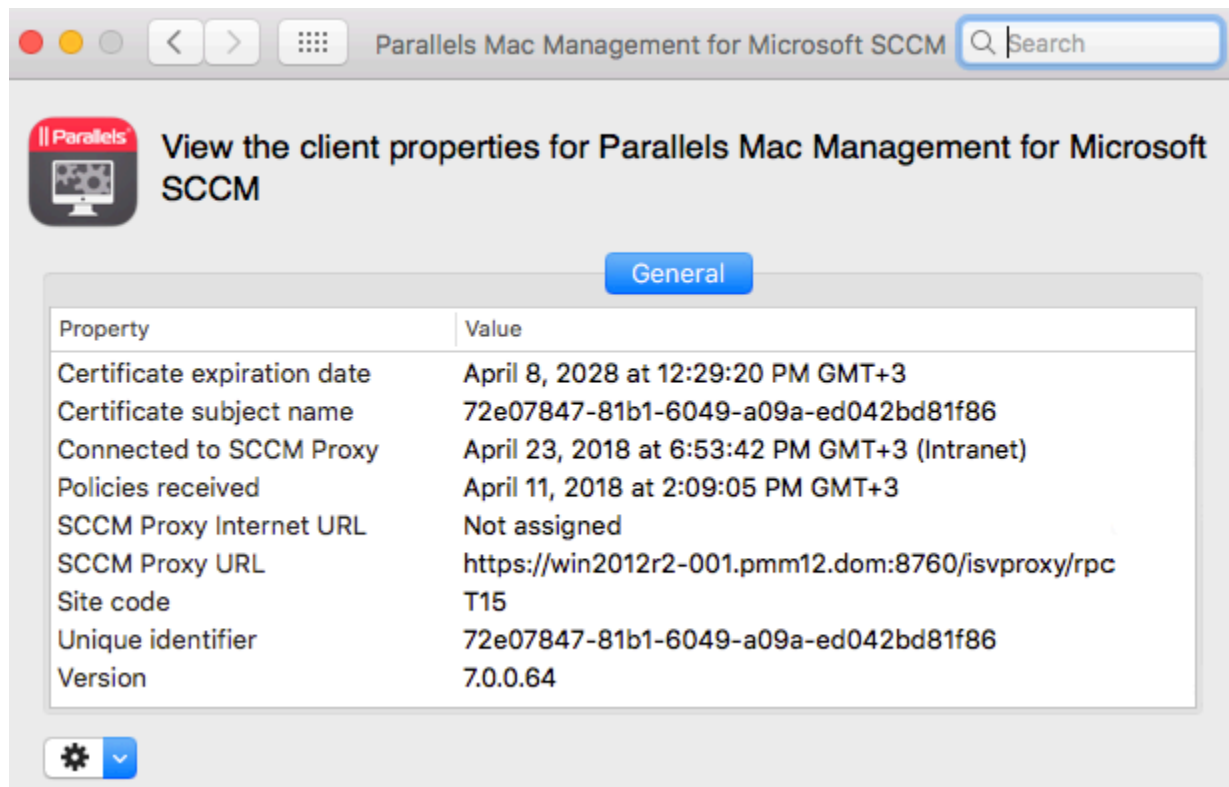 Parallels Mac Management for Microsoft SCCM Search
|| Parallels®
View the client properties for Parallels Mac Management for Microsoft
SCCM
General
Property Value
Certificate expiration date April 8, 2028 at 12:29:20 PM GMT+3
Certificate subject name 72e07847-81b1-6049-a09a-ed042bd81f86
Connected to SCCM Proxy April 23, 2018 at 6:53:42 PM GMT+3 (Intranet)
Policies received April 11, 2018 at 2:09:05 PM GMT+3
SCCM Proxy Internet URL Not assigned
SCCM Proxy URL https://win2012r2-001.pmm12.dom:8760/isvproxy/rpc
Site code T15
Unique identifier 72e07847-81b1-6049-a09a-ed042bd81f86
Version 7.0.0.64